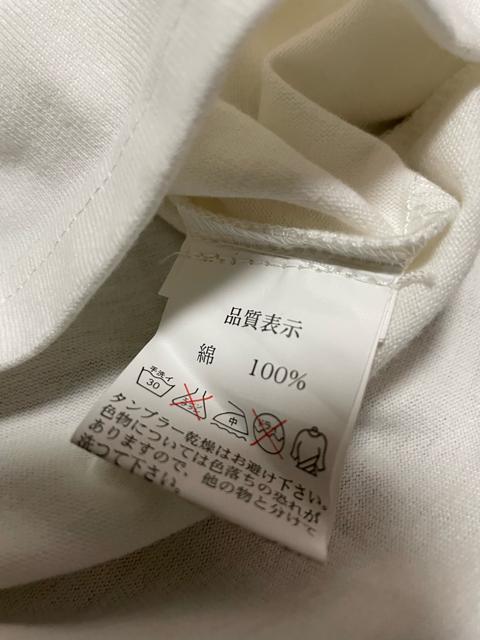 品質表示
綿 100%
手洗イ
30
中
タンブラー乾燥はお避け下さい。
色物については色落ちの恐れが
ありますので、他の物と分けて
洗って下さい。